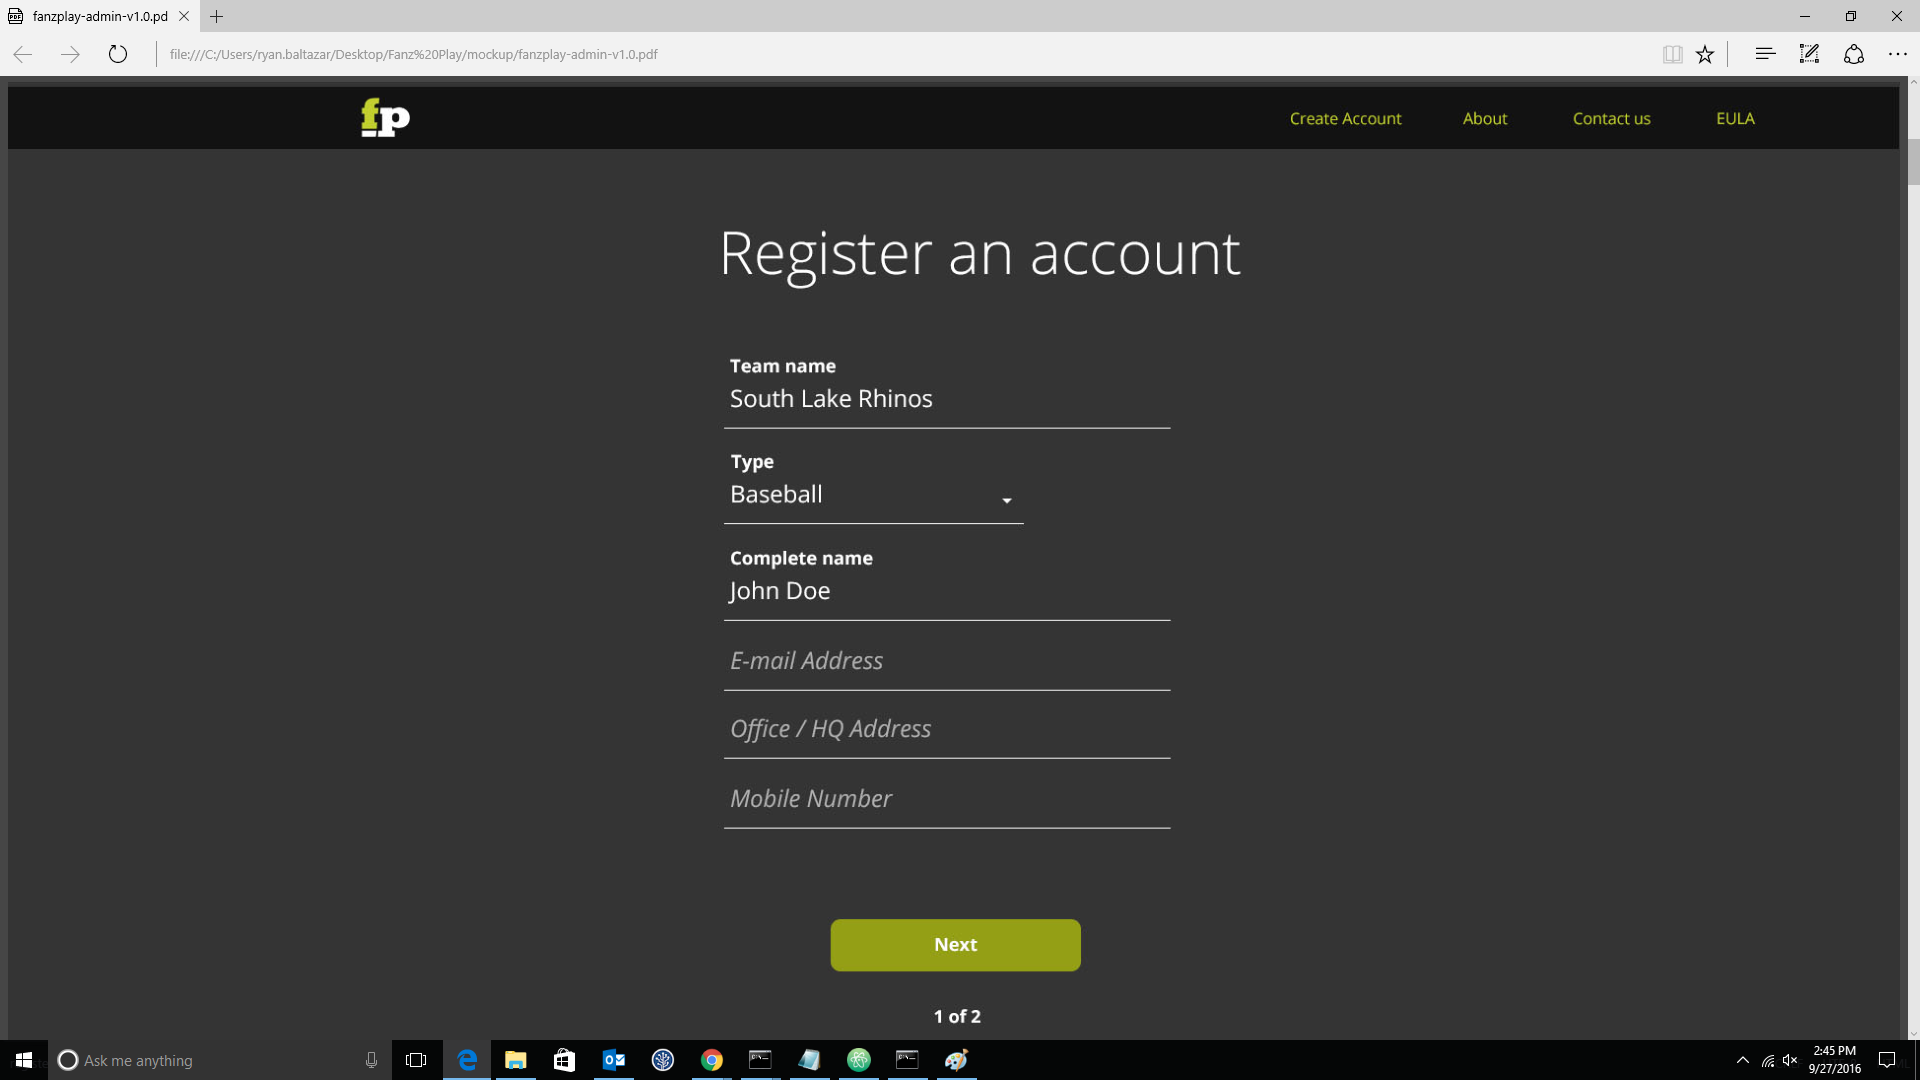 fanzplay-admin-v1.0.pd
file:///C:/Users/ryan.baltazar/Desktop/Fanz%20Play/mockup/fanzplay-admin-v1.0.pdf
fp
Create Account
About
Contact us
EULA
Register an account
Team name
South Lake Rhinos
Type
Baseball
Complete name
John Doe
E-mail Address
Office / HQ Address
Mobile Number
Next
1 of 2
Ask me anything
2:45 PM
9/27/2016